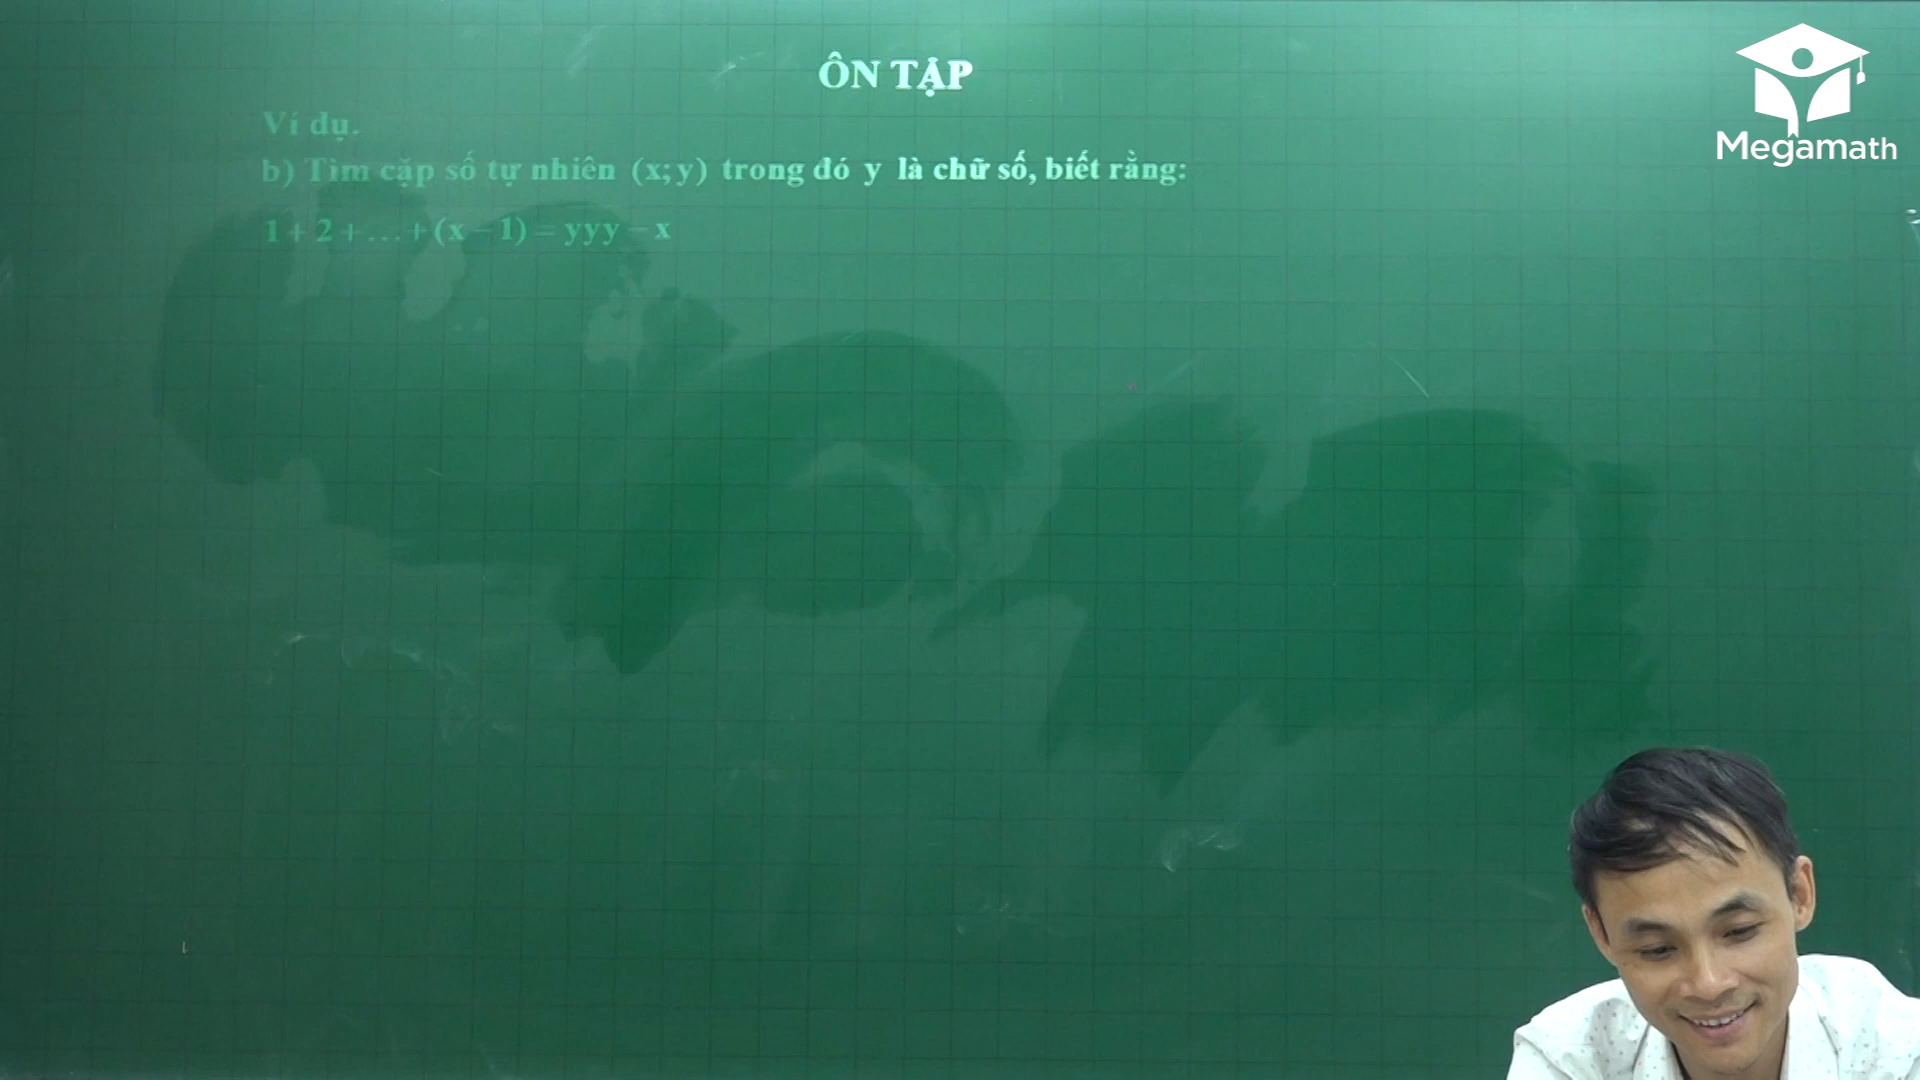 ÔN TẬP
Megamath
Ví dụ.
b) Tìm cặp số tự nhiên (x; y) trong đó y là chữ số, biết rằng:
1 + 2 + … + (x – 1) = yyy – x